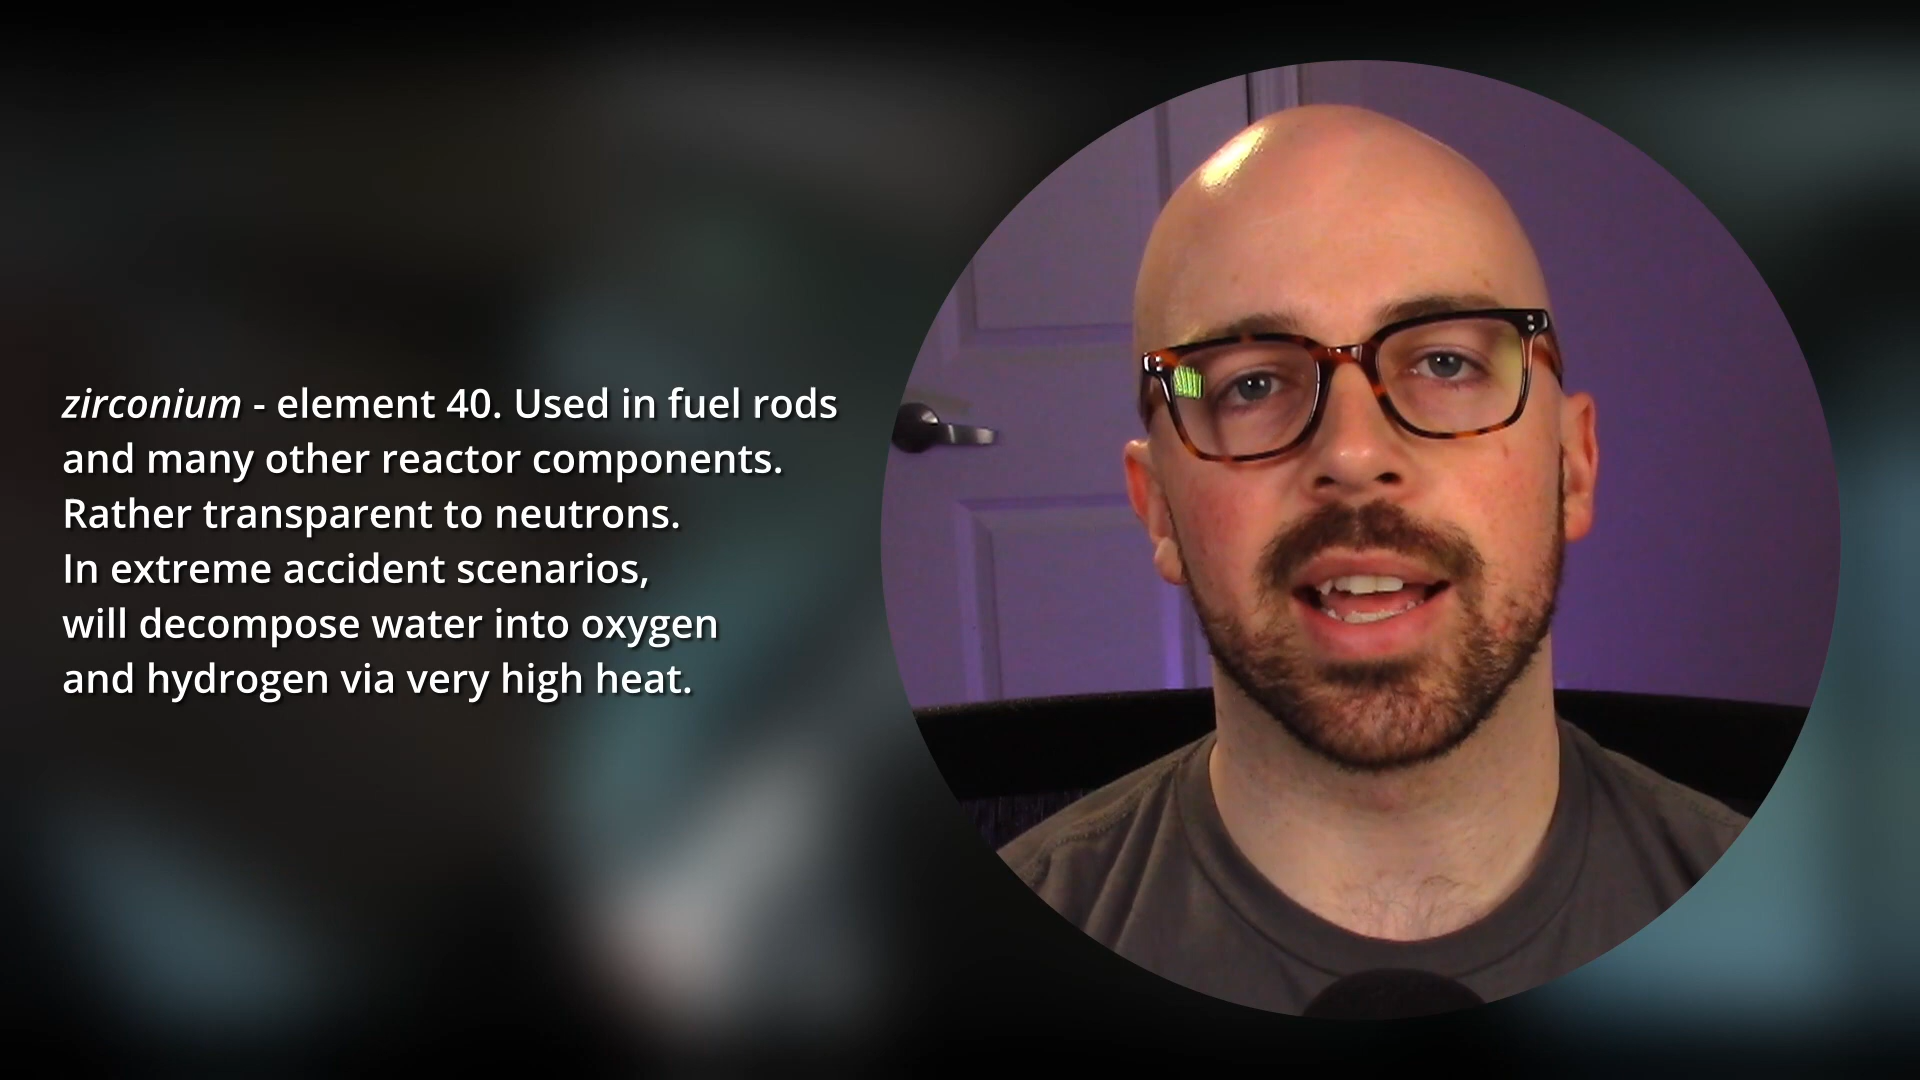 zirconium - element 40. Used in fuel rods
and many other reactor components.
Rather transparent to neutrons.
In extreme accident scenarios,
will decompose water into oxygen
and hydrogen via very high heat.